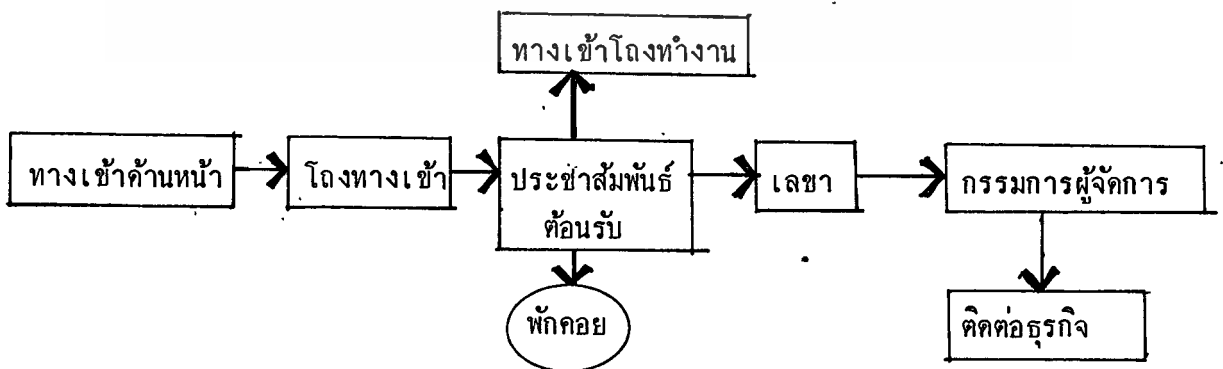 ทางเข้าโถงทำงาน
ทางเข้าด้านหน้า
โถงทางเข้า
ประชาสัมพันธ์
ต้อนรับ
เลขา
กรรมการผู้จัดการ
พักคอย
ติดต่อธุรกิจ